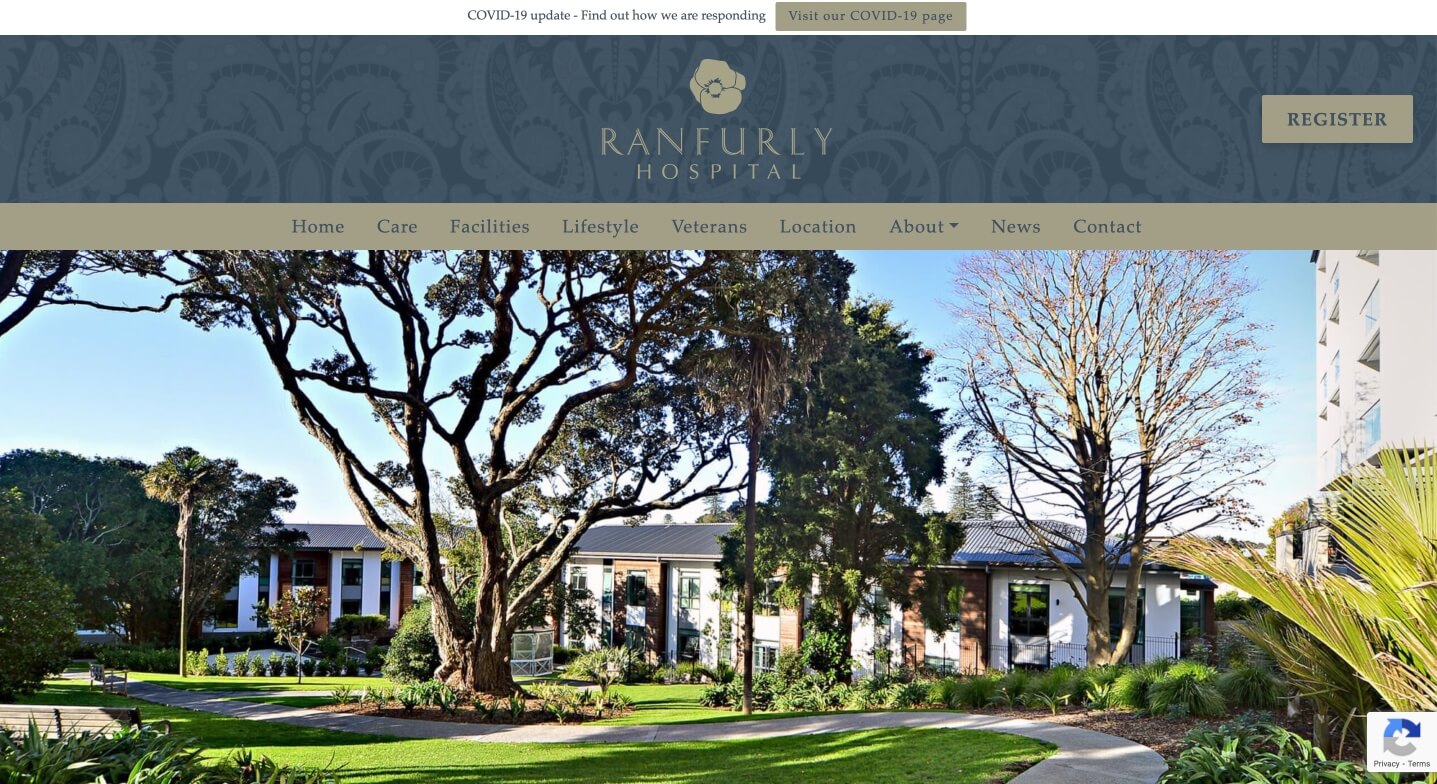 COVID-19 update - Find out how we are responding
Visit our COVID-19 page
RANFURLY
HOSPITAL
REGISTER
Home Care Facilities Lifestyle Veterans Location About News Contact
Privacy - Terms